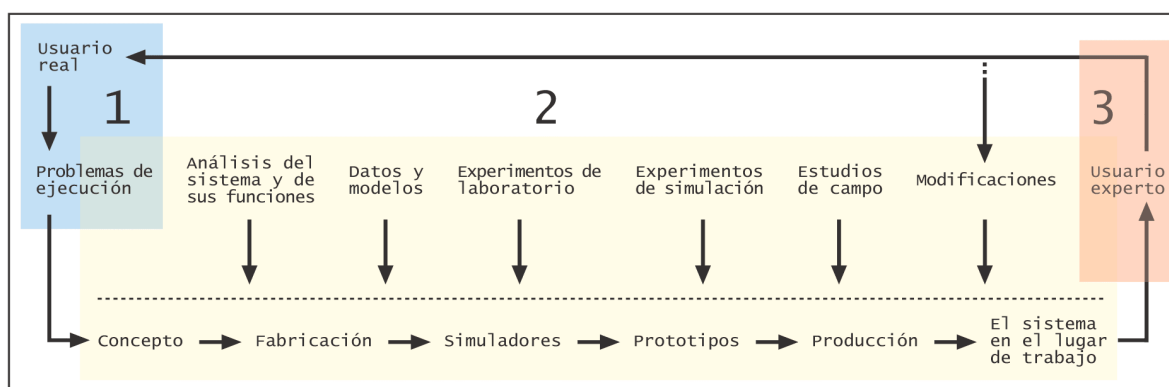 Usuario
real
1
2
3
Problemas de
ejecución
Análisis del
sistema y de
sus funciones
Datos y
modelos
Experimentos de
laboratorio
Experimentos
de simulación
Estudios
de campo
Modificaciones
Usuario
experto
Concepto
Fabricación
Simuladores
Prototipos
Producción
El sistema
en el lugar
de trabajo